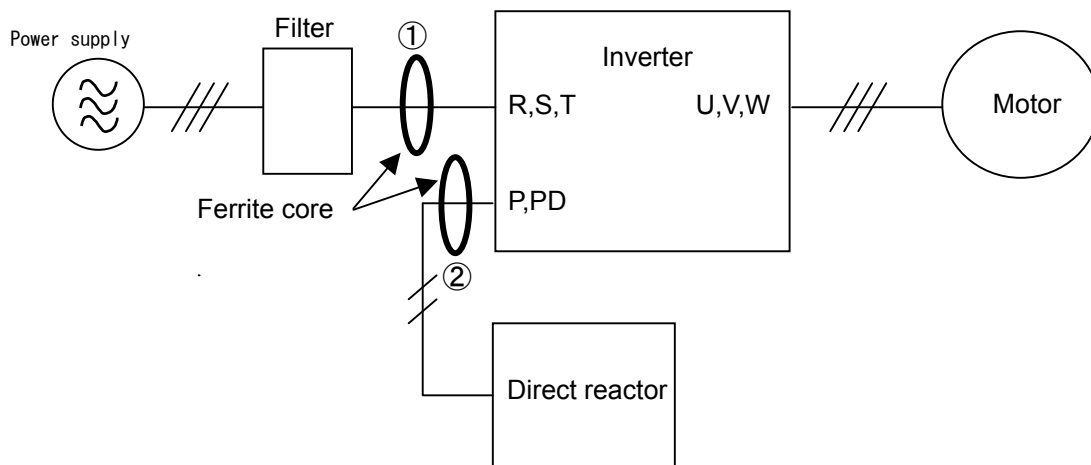 Power supply
Filter
①
Inverter
R,S,T
U,V,W
Motor
Ferrite core
P,PD
②
Direct reactor